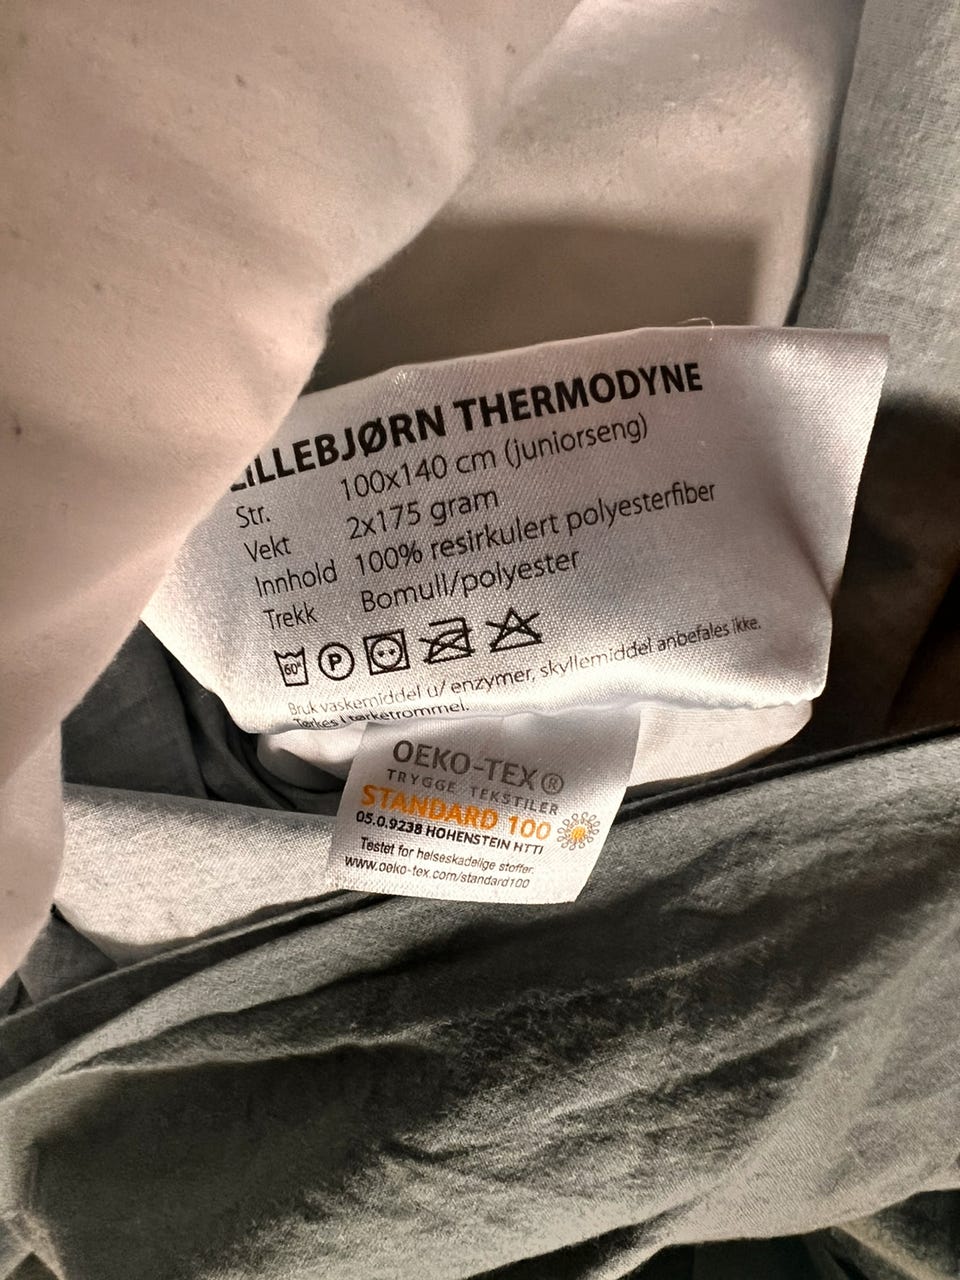 LILLEBJØRN THERMODYNE
Str. 100x140 cm (juniorseng)
Vekt 2x175 gram
Innhold 100% resirkulert polyesterfiber
Trekk Bomull/polyester
60° P
Bruk vaskemiddel u/ enzymer, skyllemiddel anbefales ikke.
Tørkes i tørketrommel.
OEKO-TEX®
TRYGGE TEKSTILER
STANDARD 100
05.0.9238 HOHENSTEIN HTTI
Testet for helseskadelige stoffer.
www.oeko-tex.com/standard100